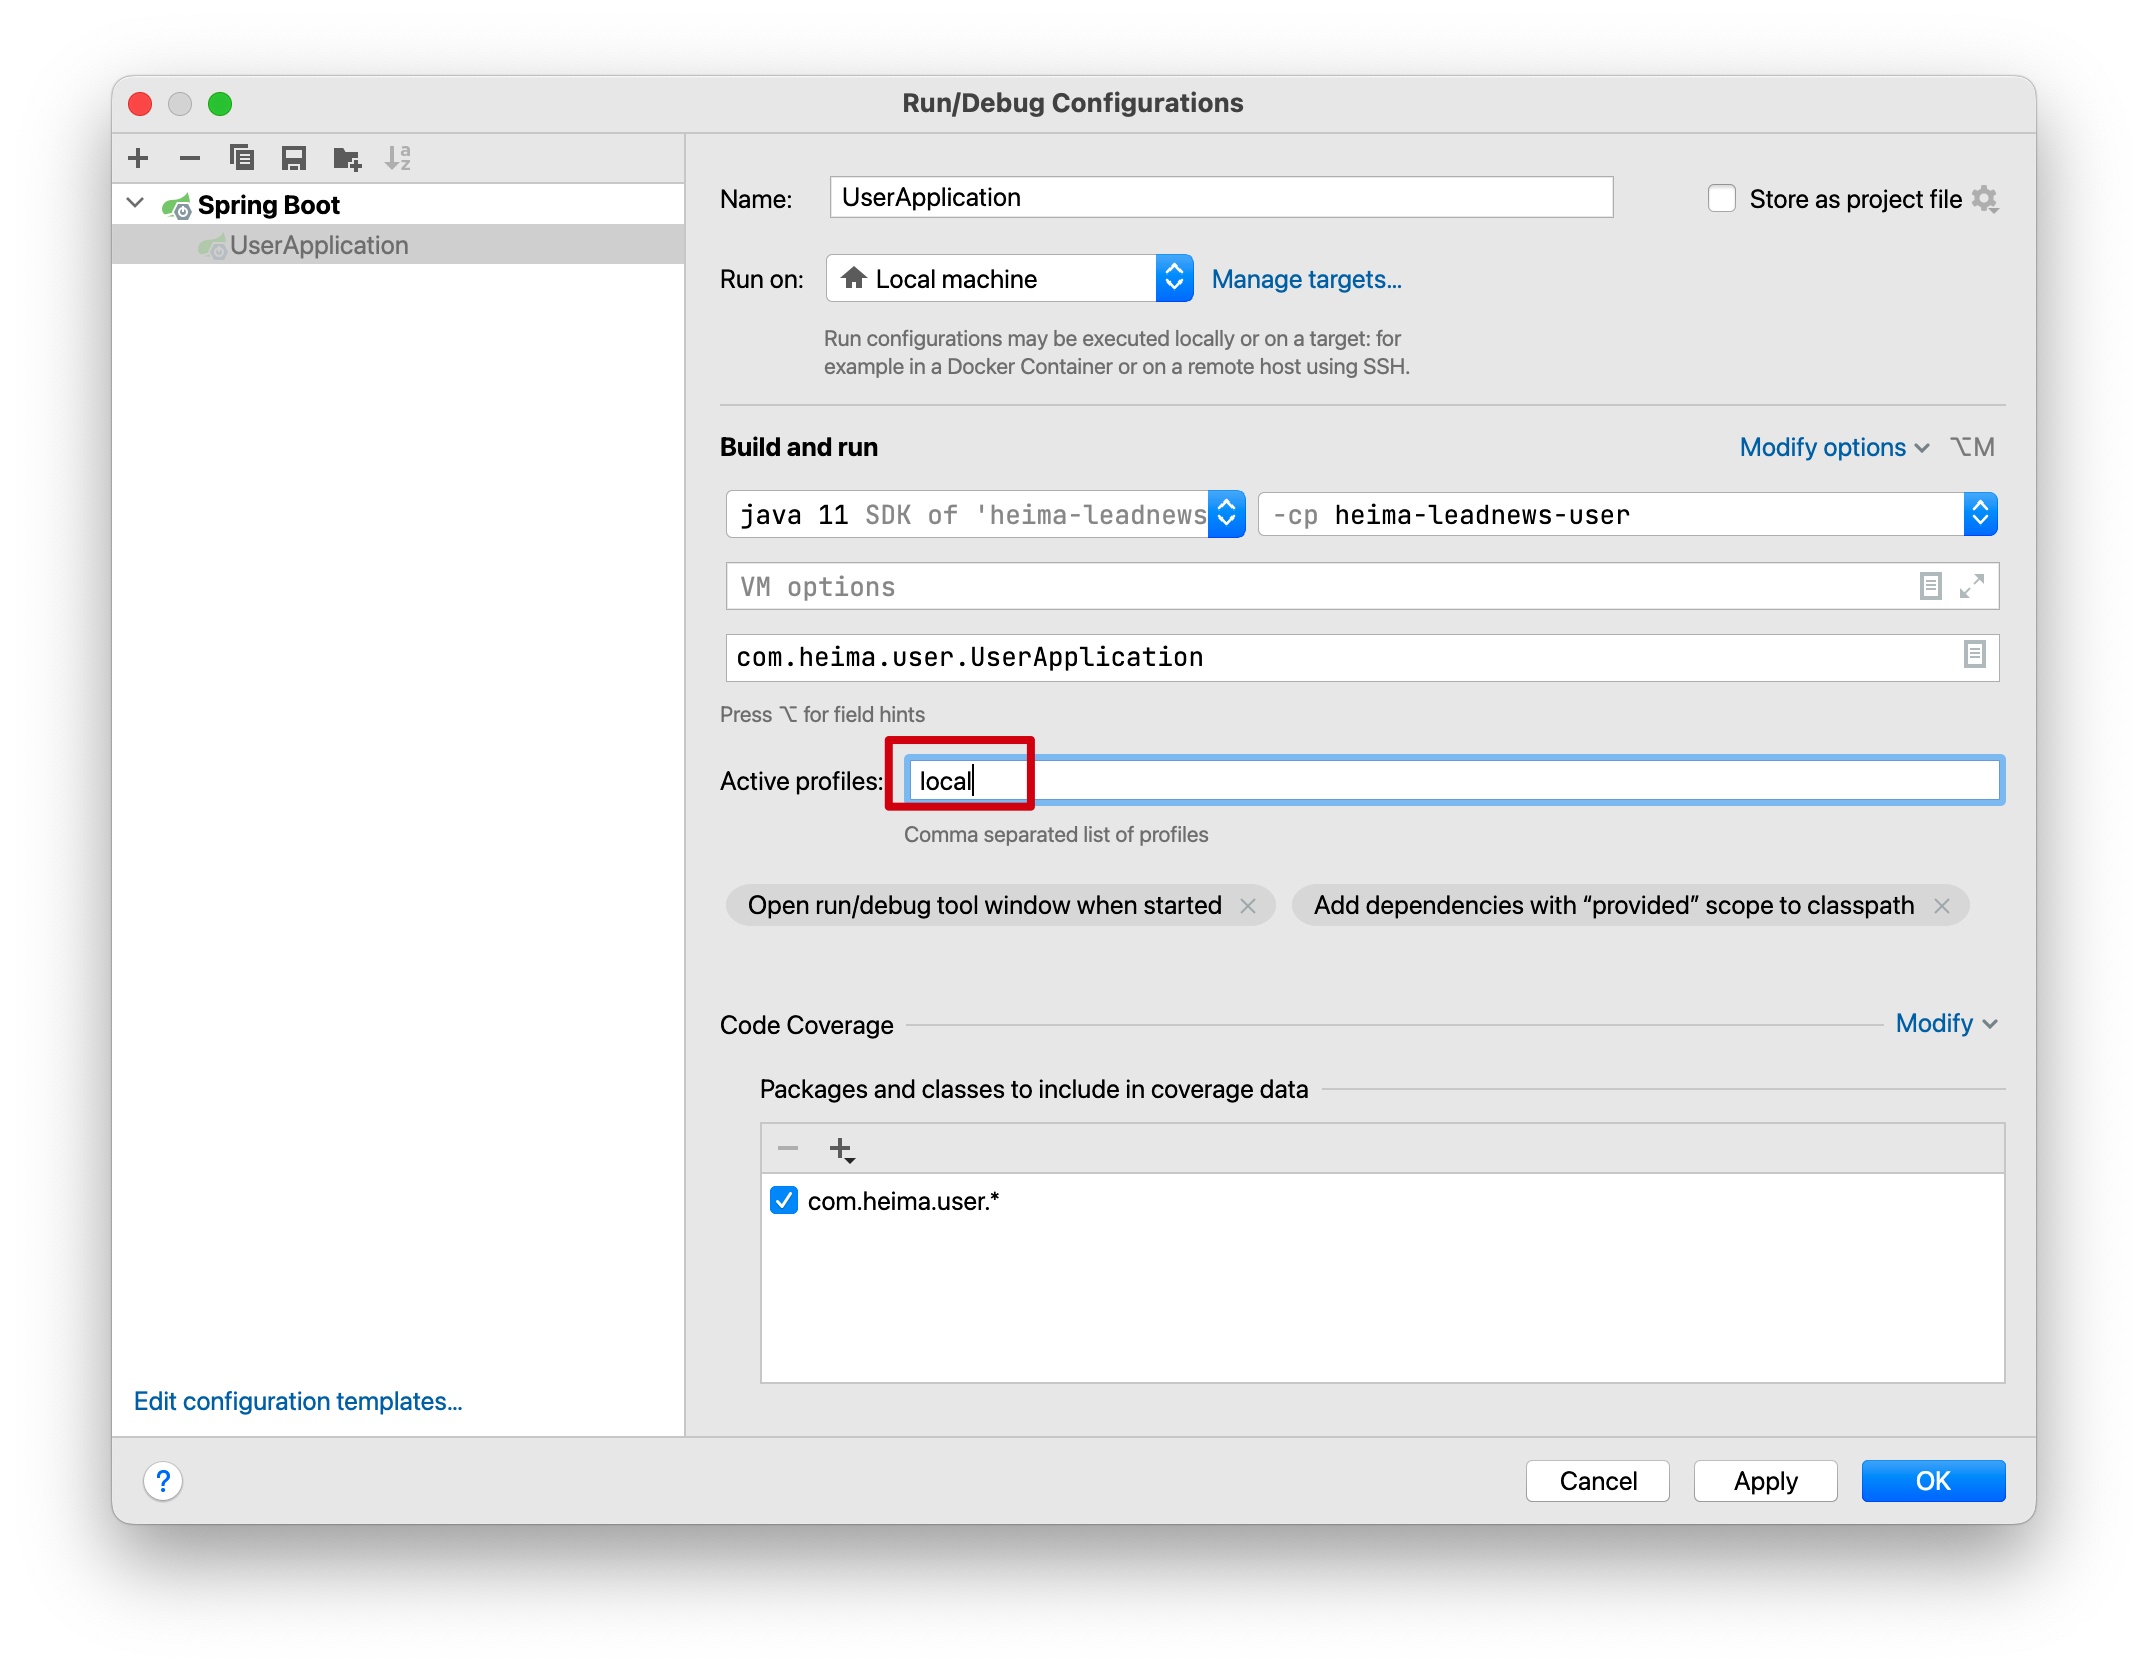 Run/Debug Configurations
Spring Boot
UserApplication
Edit configuration templates...
Name: UserApplication Store as project file
Run on: Local machine Manage targets...
Run configurations may be executed locally or on a target: for
example in a Docker Container or on a remote host using SSH.
Build and run Modify options ⌥M
java 11 SDK of 'heima-leadnews -cp heima-leadnews-user
VM options
com.heima.user.UserApplication
Press ⌥ for field hints
Active profiles: local
Comma separated list of profiles
Open run/debug tool window when started Add dependencies with “provided” scope to classpath
Code Coverage Modify
Packages and classes to include in coverage data
com.heima.user.*
? Cancel Apply OK